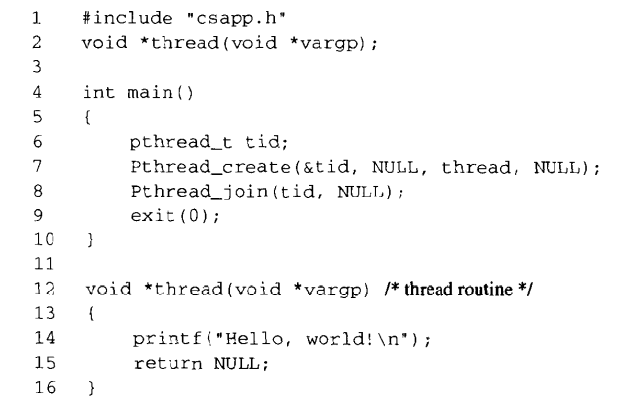 1 #include "csapp.h"
2 void *thread(void *vargp);
3
4 int main()
5 {
6 pthread_t tid;
7 Pthread_create(&tid, NULL, thread, NULL);
8 Pthread_join(tid, NULL);
9 exit(0);
10 }
11
12 void *thread(void *vargp) /* thread routine */
13 {
14 printf("Hello, world!\n");
15 return NULL;
16 }